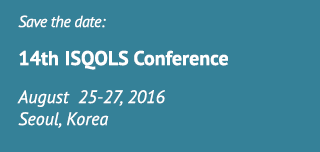 Save the date:
14th ISQOLS Conference
August 25-27, 2016
Seoul, Korea